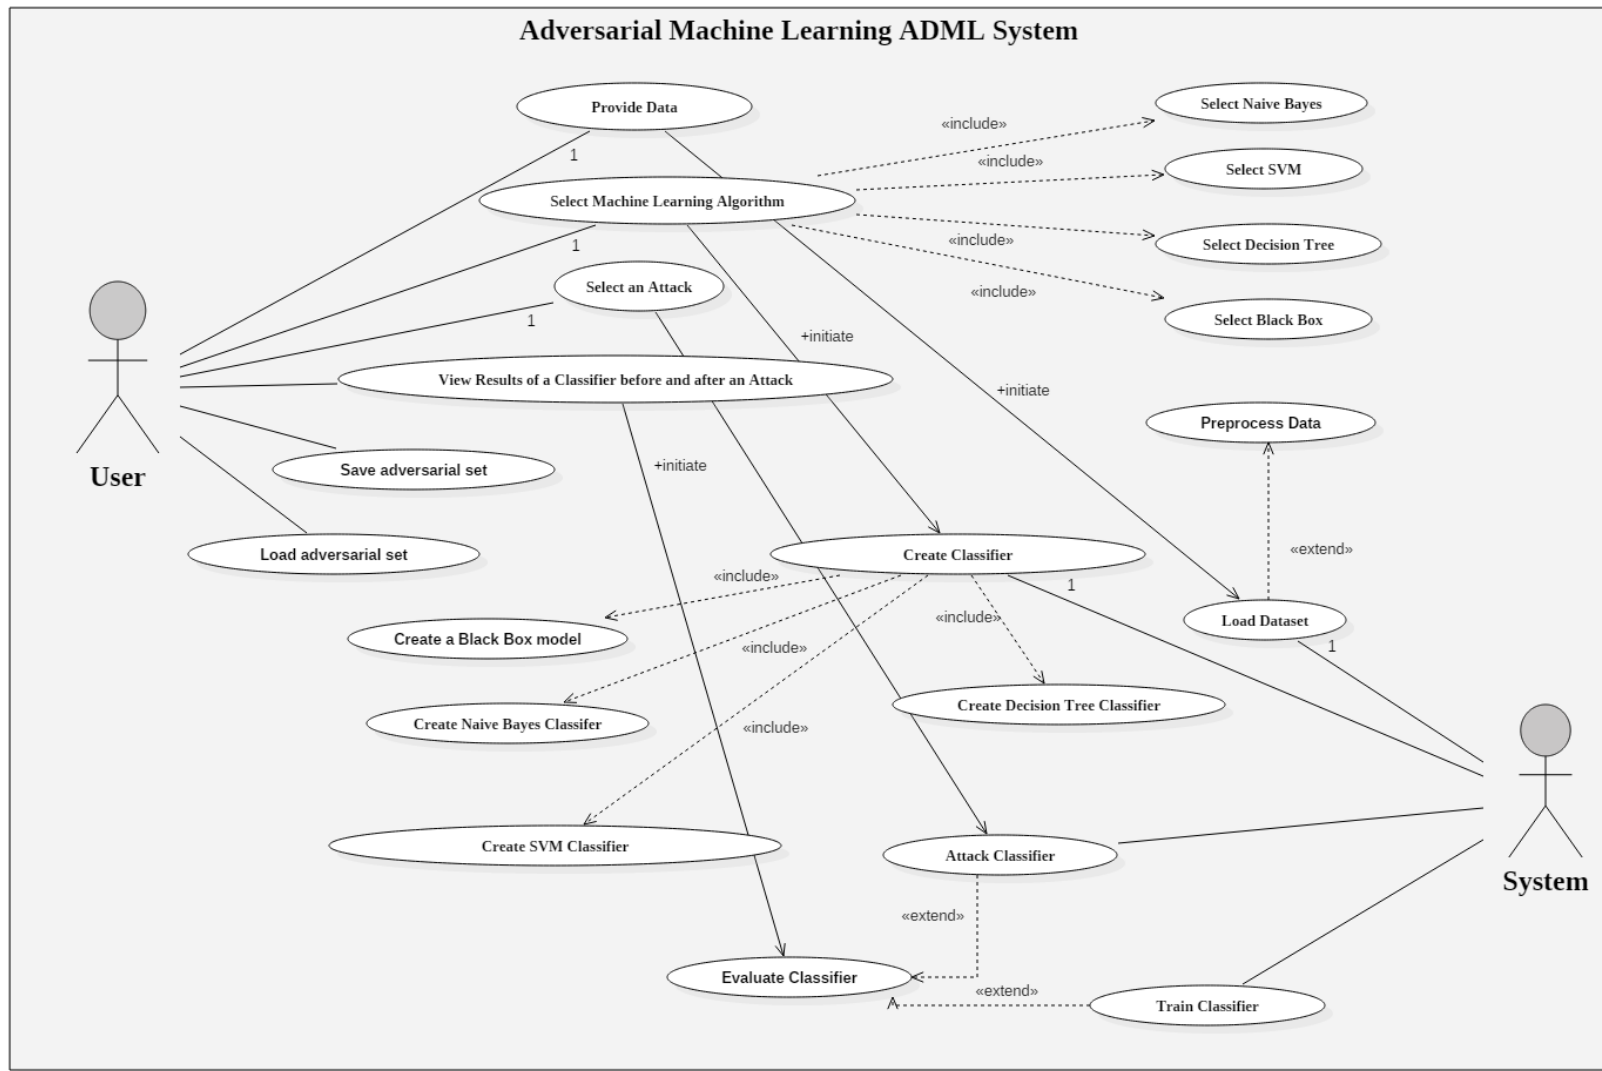 Adversarial Machine Learning ADML System
Provide Data
Select Naive Bayes
«include»
1
«include»
Select SVM
Select Machine Learning Algorithm
1
«include»
Select Decision Tree
Select an Attack
«include»
1
Select Black Box
+initiate
View Results of a Classifier before and after an Attack
+initiate
Preprocess Data
User
+initiate
Save adversarial set
Load adversarial set
Create Classifier
«extend»
«include»
1
«include»
Load Dataset
Create a Black Box model
«include»
1
Create Decision Tree Classifier
Create Naive Bayes Classifer
«include»
Create SVM Classifier
Attack Classifier
System
«extend»
Evaluate Classifier
«extend»
Train Classifier